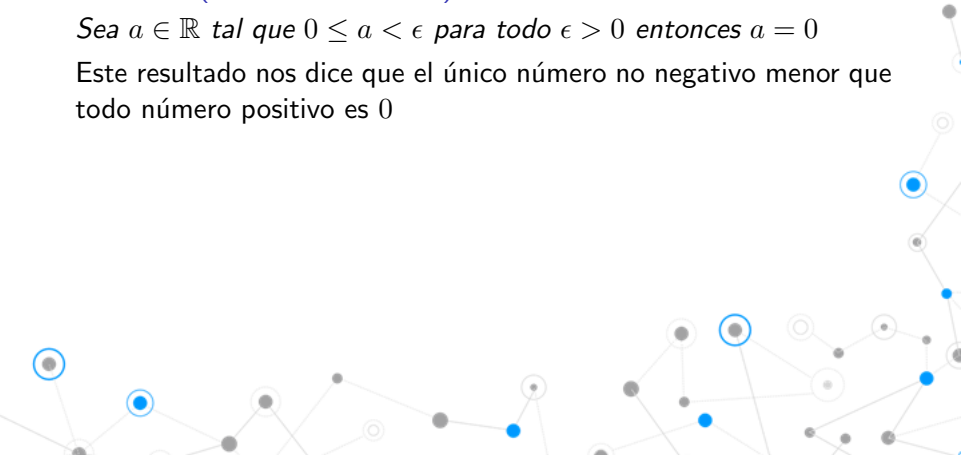 Sea a ∈ ℝ tal que 0 ≤ a < ϵ para todo ϵ > 0 entonces a = 0
Este resultado nos dice que el único número no negativo menor que
todo número positivo es 0